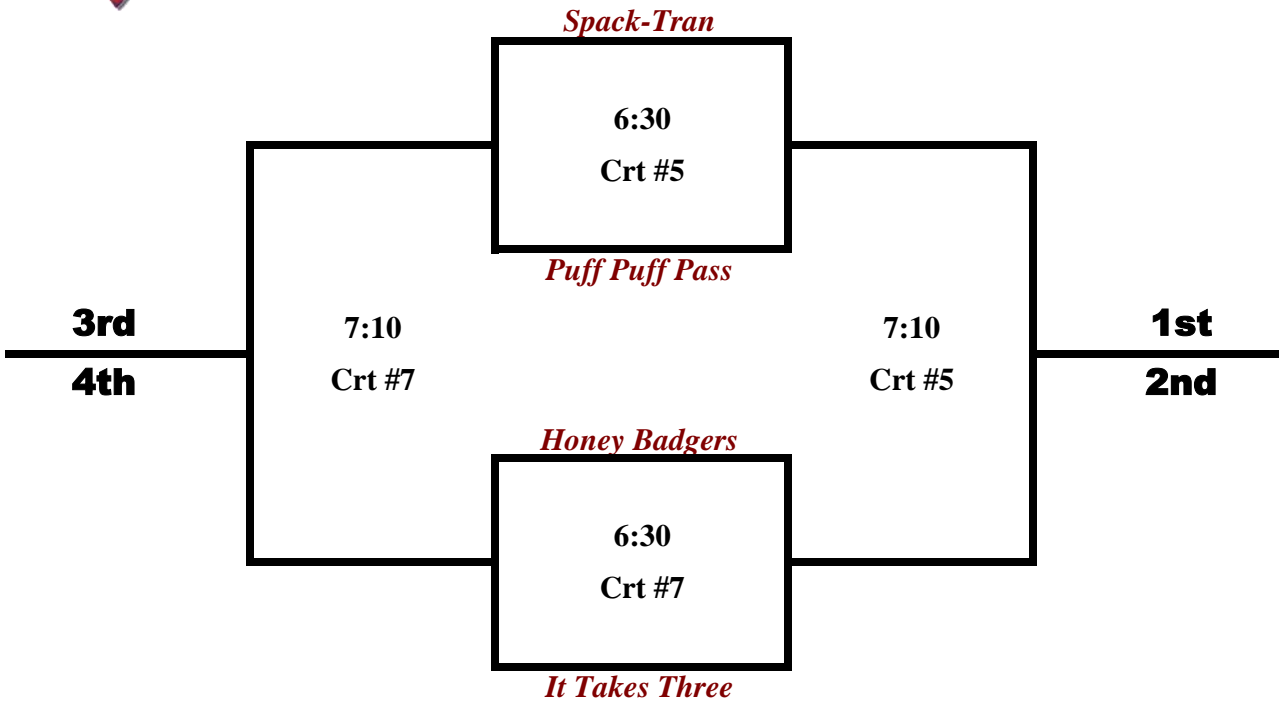 Spack-Tran
6:30
Crt #5
Puff Puff Pass
3rd
4th
7:10
Crt #7
7:10
Crt #5
1st
2nd
Honey Badgers
6:30
Crt #7
It Takes Three